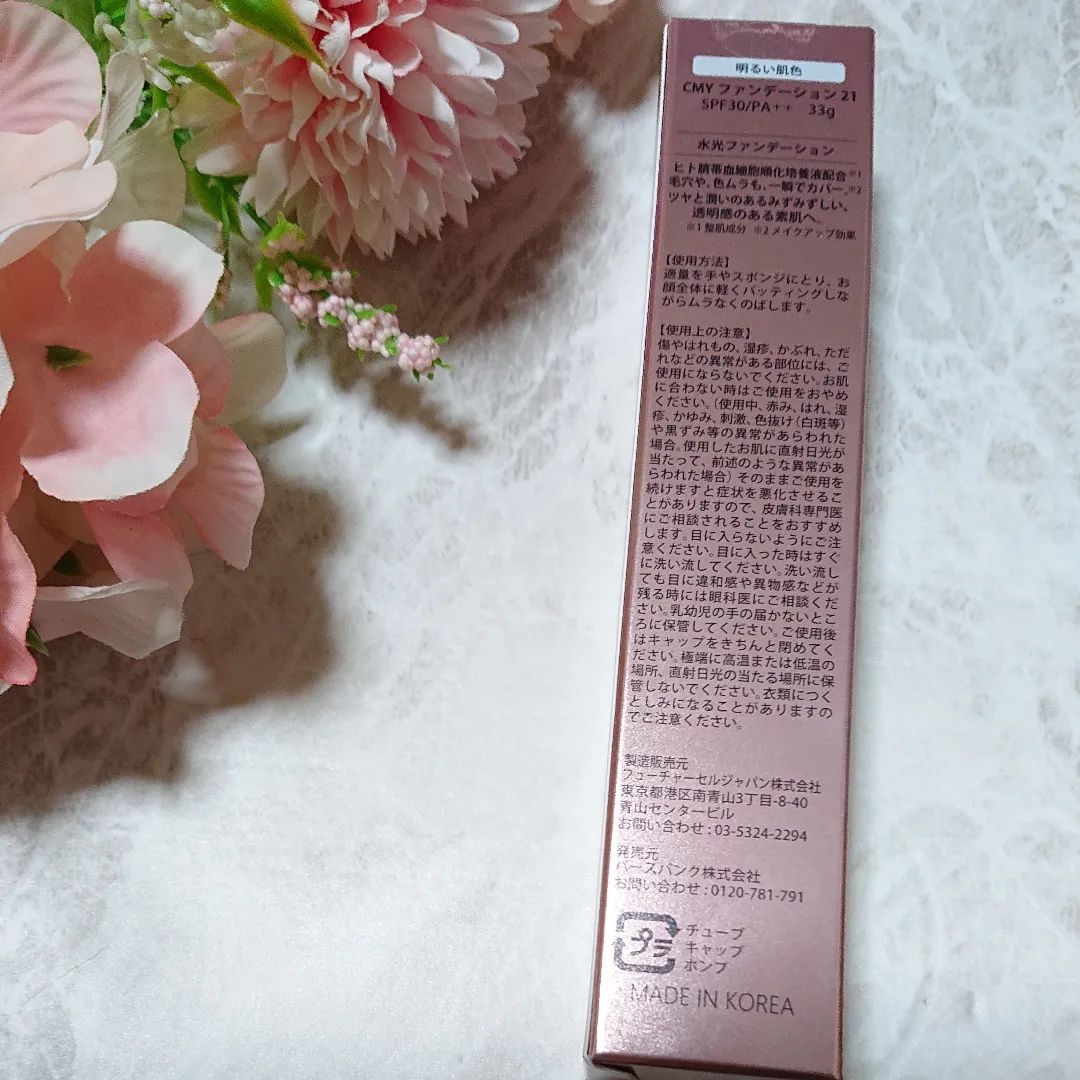 明るい肌色
CMY ファンデーション 21
SPF30/PA++ 33g
水光ファンデーション
ヒト臍帯血細胞順化培養液配合※1
毛穴や、色ムラも、一瞬でカバー。※2
ツヤと潤いのあるみずみずしい、
透明感のある素肌へ。
※1 整肌成分 ※2 メイクアップ効果
【使用方法】
適量を手やスポンジにとり、お
顔全体に軽くパッティングしな
がらムラなくのばします。
【使用上の注意】
傷やはれもの、湿疹、かぶれ、ただ
れなどの異常がある部位には、ご
使用にならないでください。お肌
に合わない時はご使用をおやめ
ください。(使用中、赤み、はれ、湿
疹、かゆみ、刺激、色抜け(白斑等)
や黒ずみ等の異常があらわれた
場合。使用したお肌に直射日光が
当たって、前述のような異常があ
らわれた場合) そのままご使用を
続けますと症状を悪化させるこ
とがありますので、皮膚科専門医
にご相談されることをおすすめ
します。目に入らないようにご注
意ください。目に入った時はすぐ
に洗い流してください。洗い流し
ても目に違和感や異物感などが
残る時には眼科医にご相談くだ
さい。乳幼児の手の届かないとこ
ろに保管してください。ご使用後
はキャップをきちんと閉めてく
ださい。極端に高温または低温の
場所、直射日光の当たる場所に保
管しないでください。衣類につく
としみになることがありますの
でご注意ください。
製造販売元
フューチャーセルジャパン株式会社
東京都港区南青山3丁目-8-40
青山センタービル
お問い合わせ : 03-5324-2294
発売元
バースバンク株式会社
お問い合わせ : 0120-781-791
プラ チューブ
キャップ
ポンプ
MADE IN KOREA